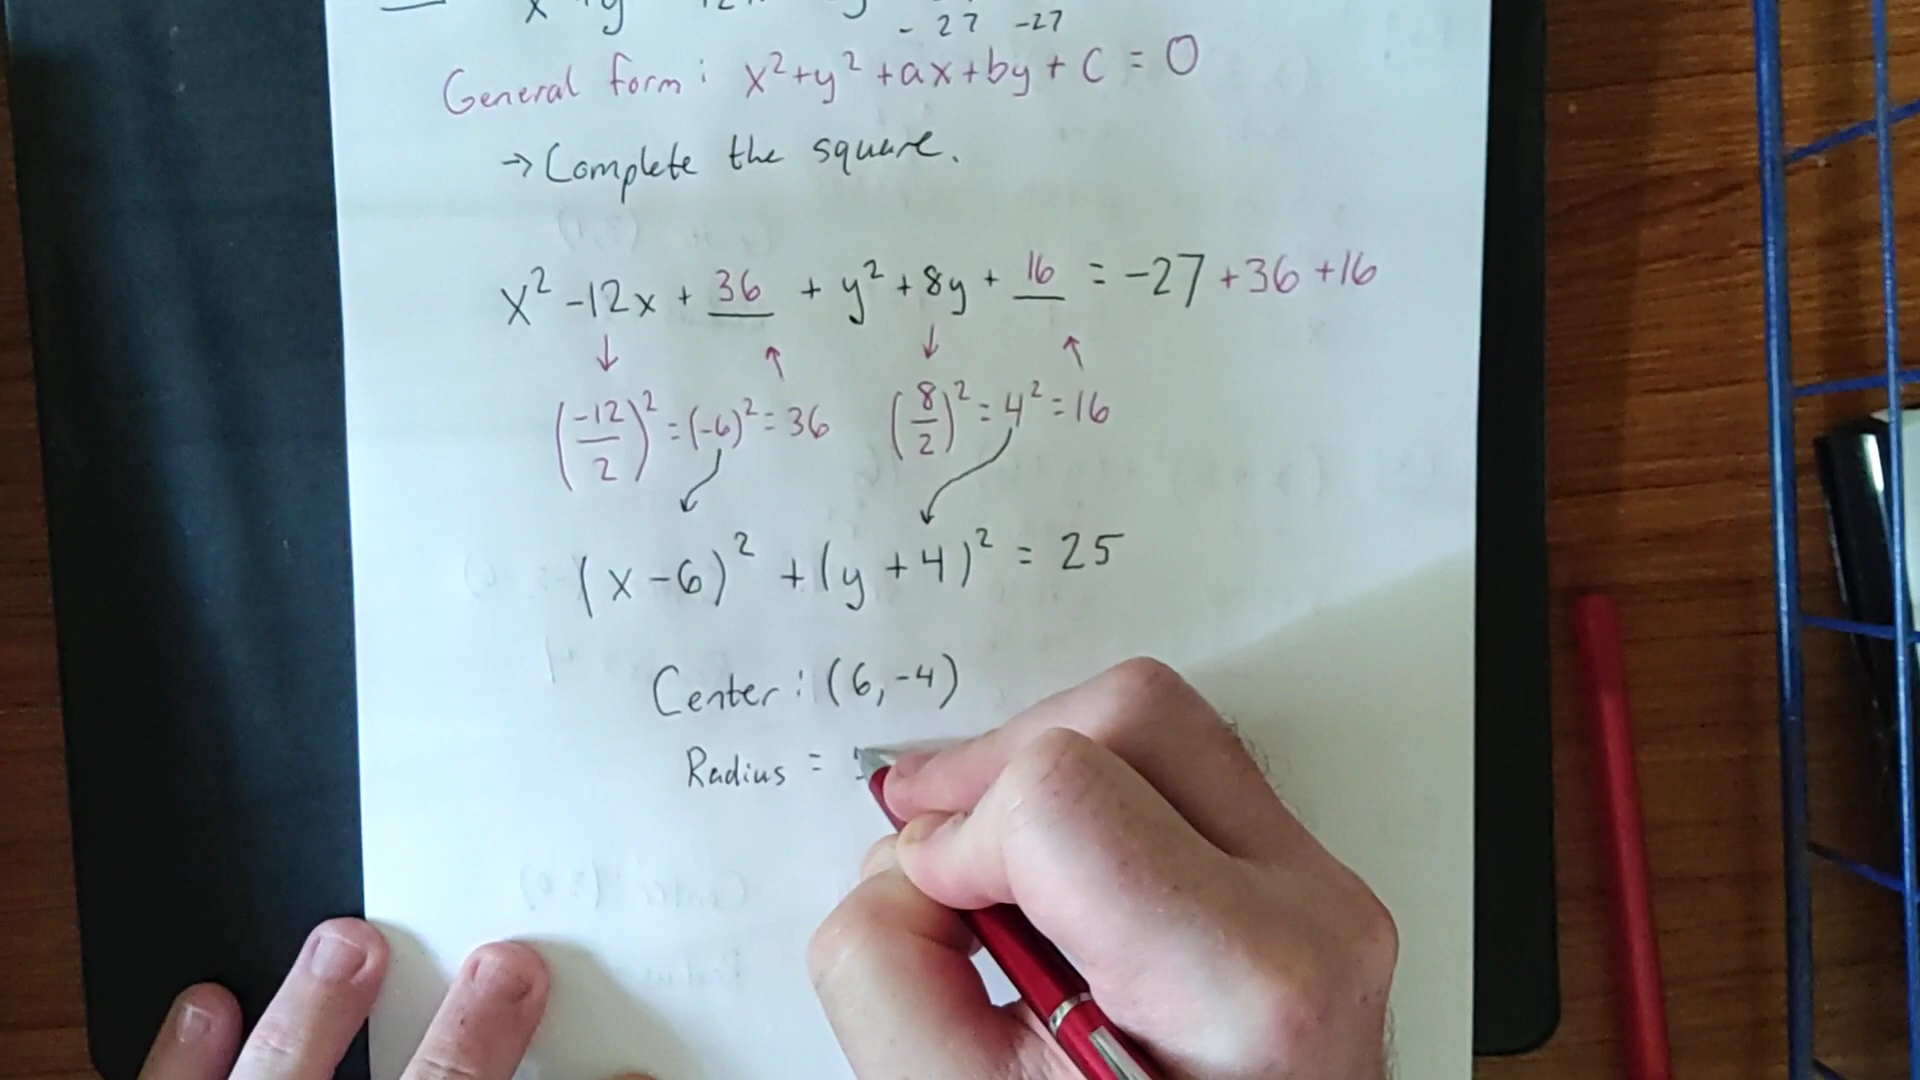 - 27 -27
General form: x² + y² + ax + by + C = 0
→ Complete the square.
x² - 12x + 36 + y² + 8y + 16 = -27 + 36 + 16
(-12/2)² = (-6)² = 36 (8/2)² = 4² = 16
(x - 6)² + (y + 4)² = 25
Center: (6, -4)
Radius =